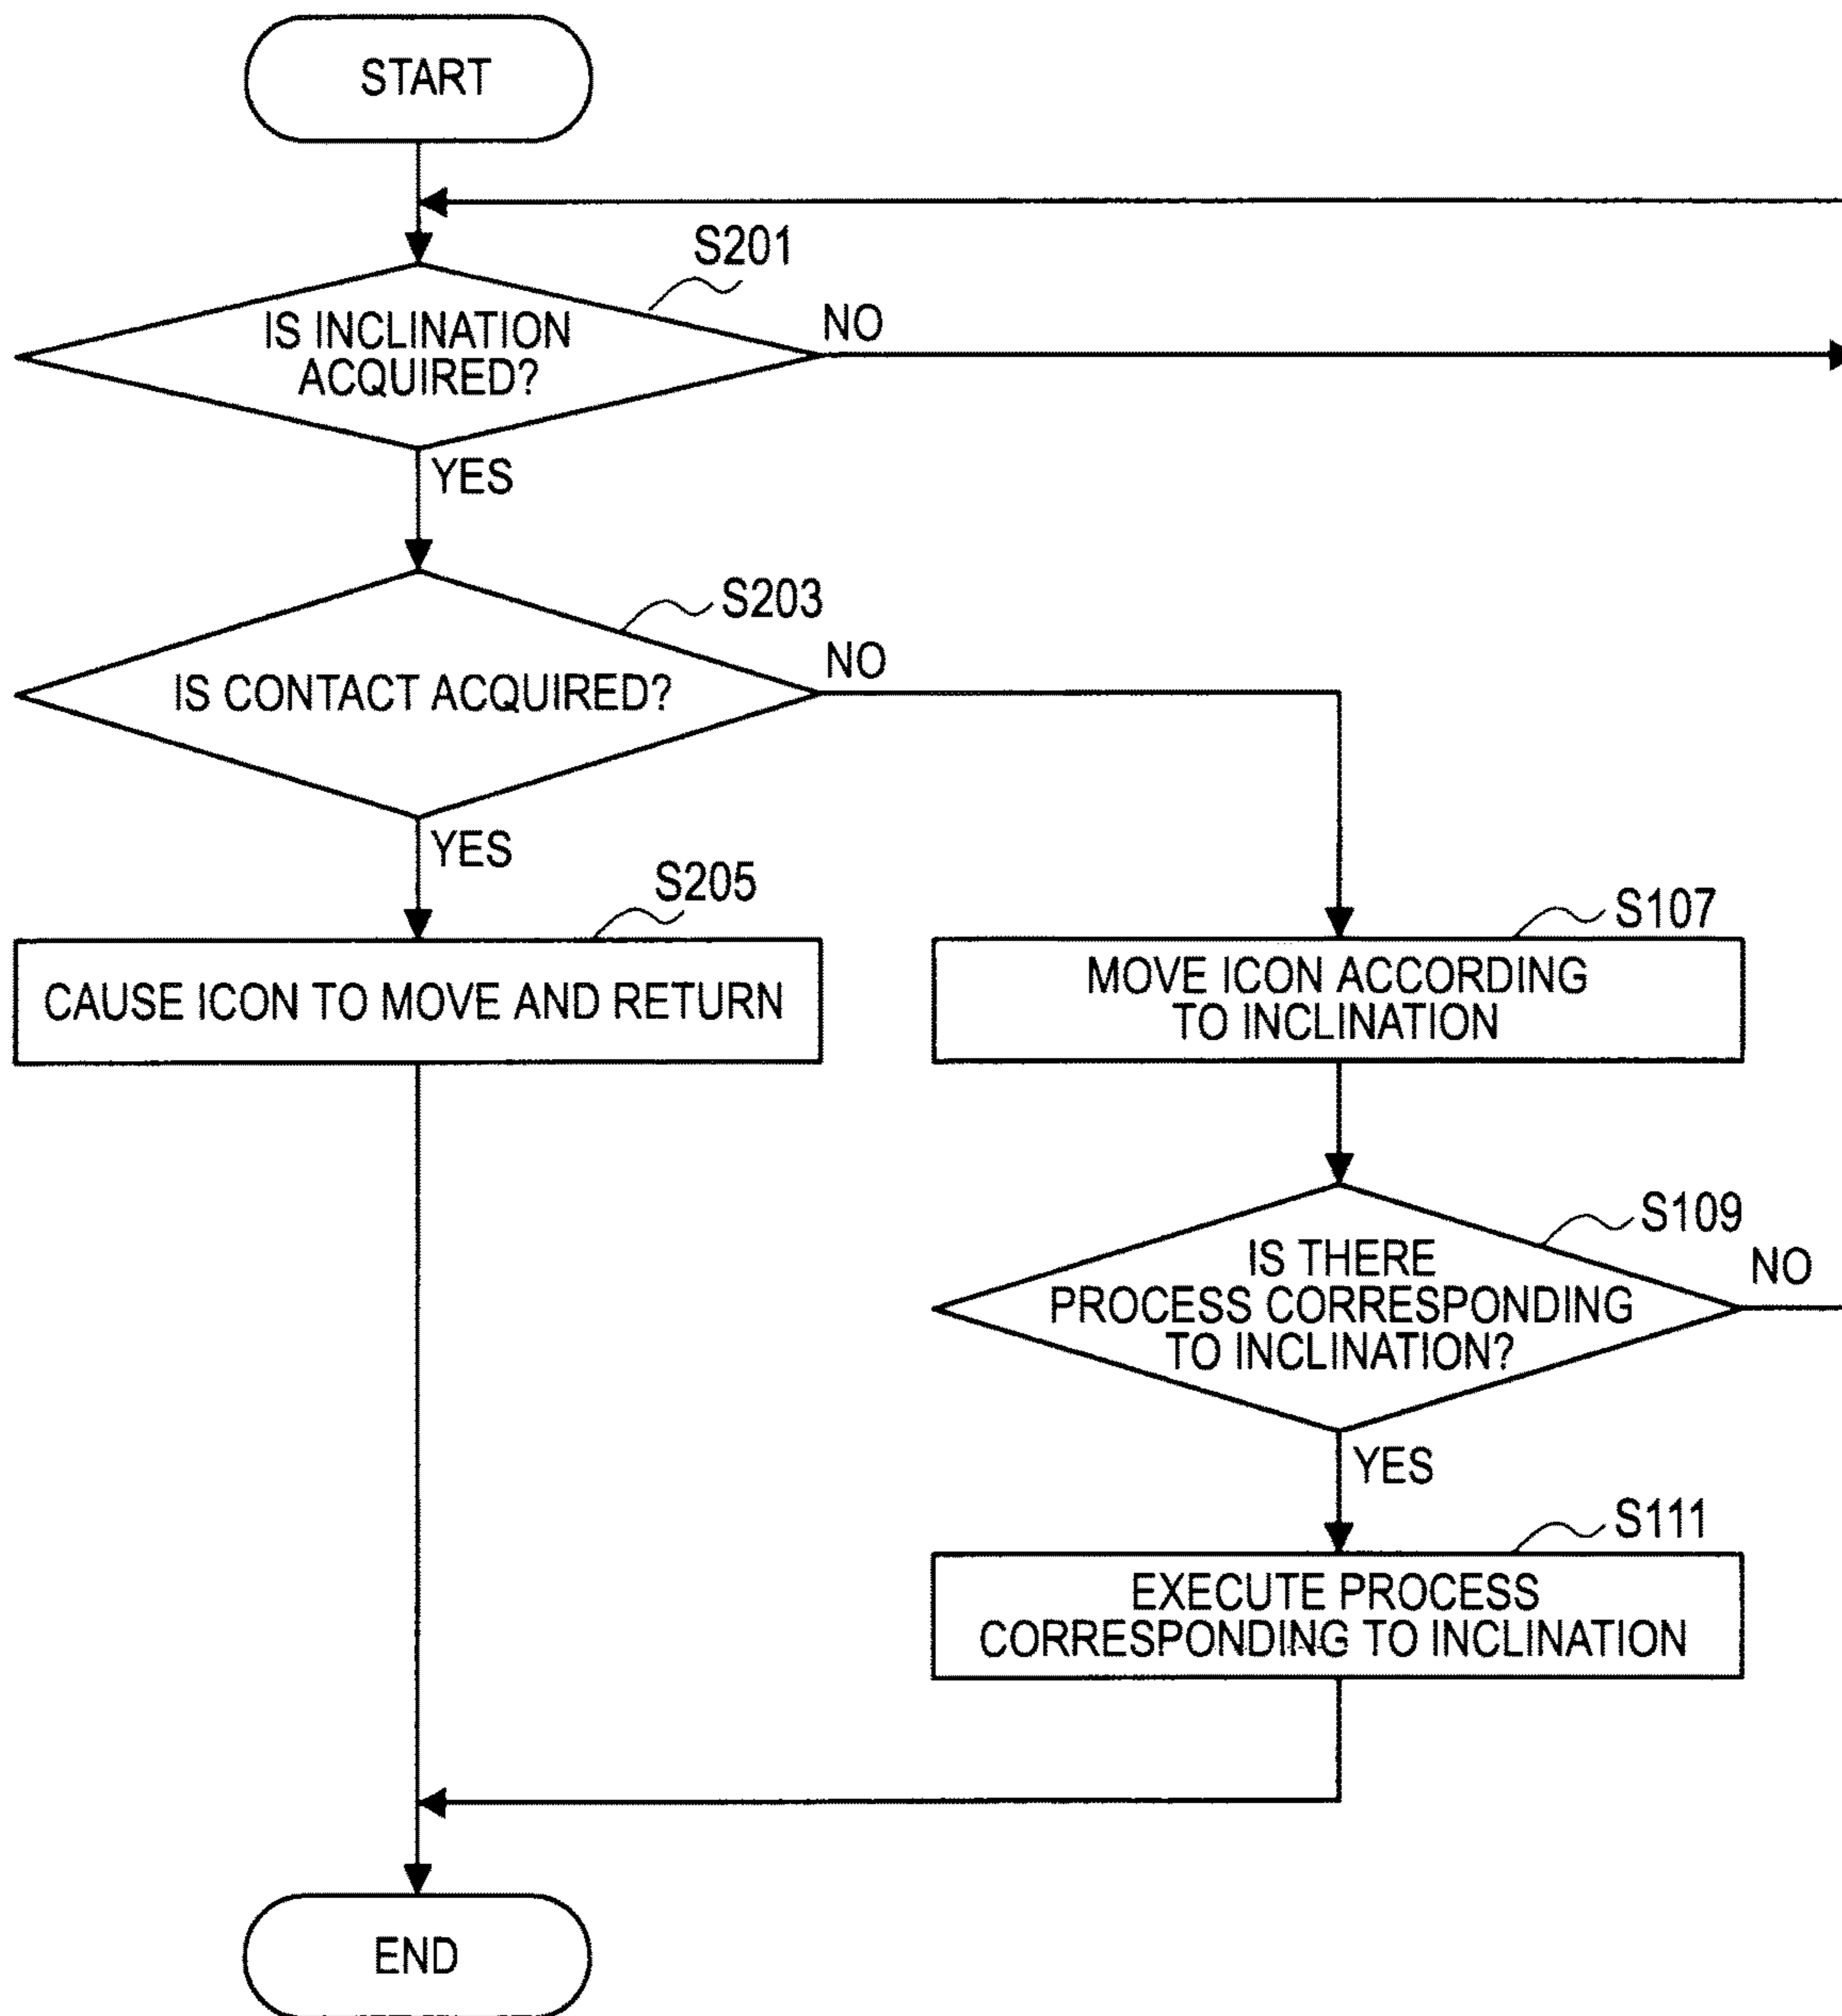 START
S201
IS INCLINATION
ACQUIRED?
NO
YES
S203
IS CONTACT ACQUIRED?
NO
YES
S205
CAUSE ICON TO MOVE AND RETURN
S107
MOVE ICON ACCORDING
TO INCLINATION
S109
IS THERE
PROCESS CORRESPONDING
TO INCLINATION?
NO
YES
S111
EXECUTE PROCESS
CORRESPONDING TO INCLINATION
END